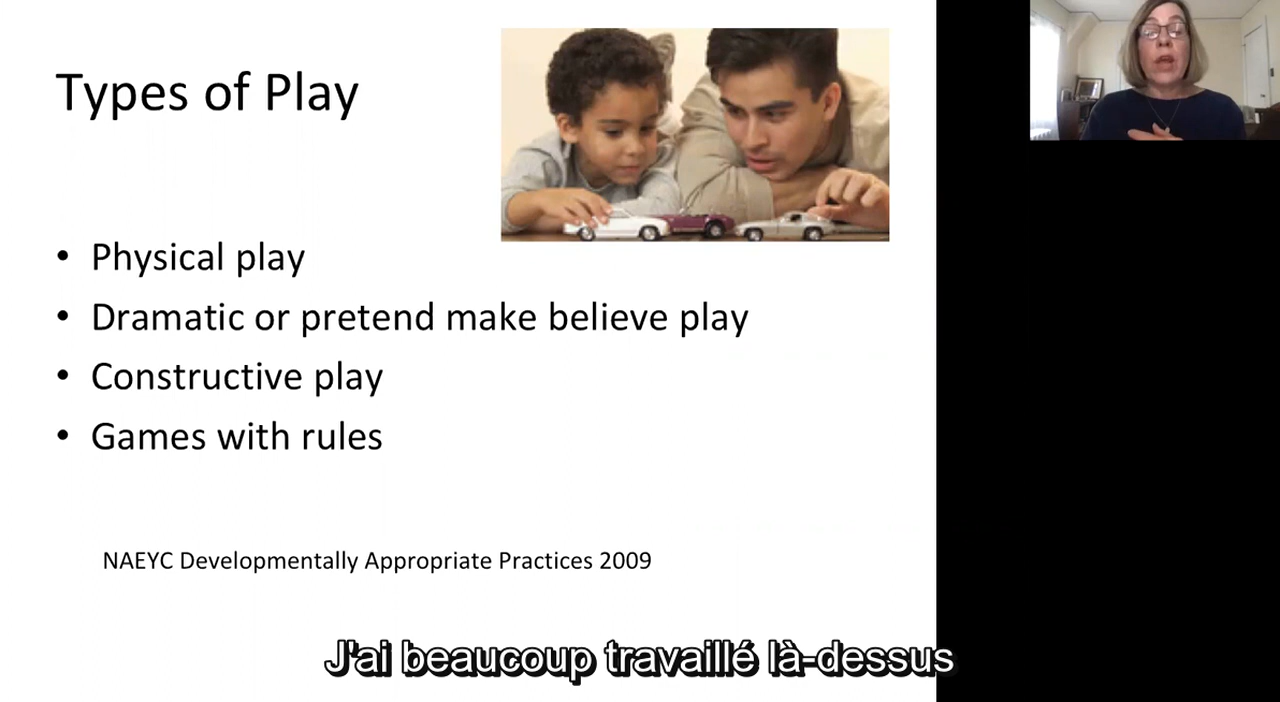 Types of Play
• Physical play
• Dramatic or pretend make believe play
• Constructive play
• Games with rules
NAEYC Developmentally Appropriate Practices 2009
J'ai beaucoup travaillé là-dessus